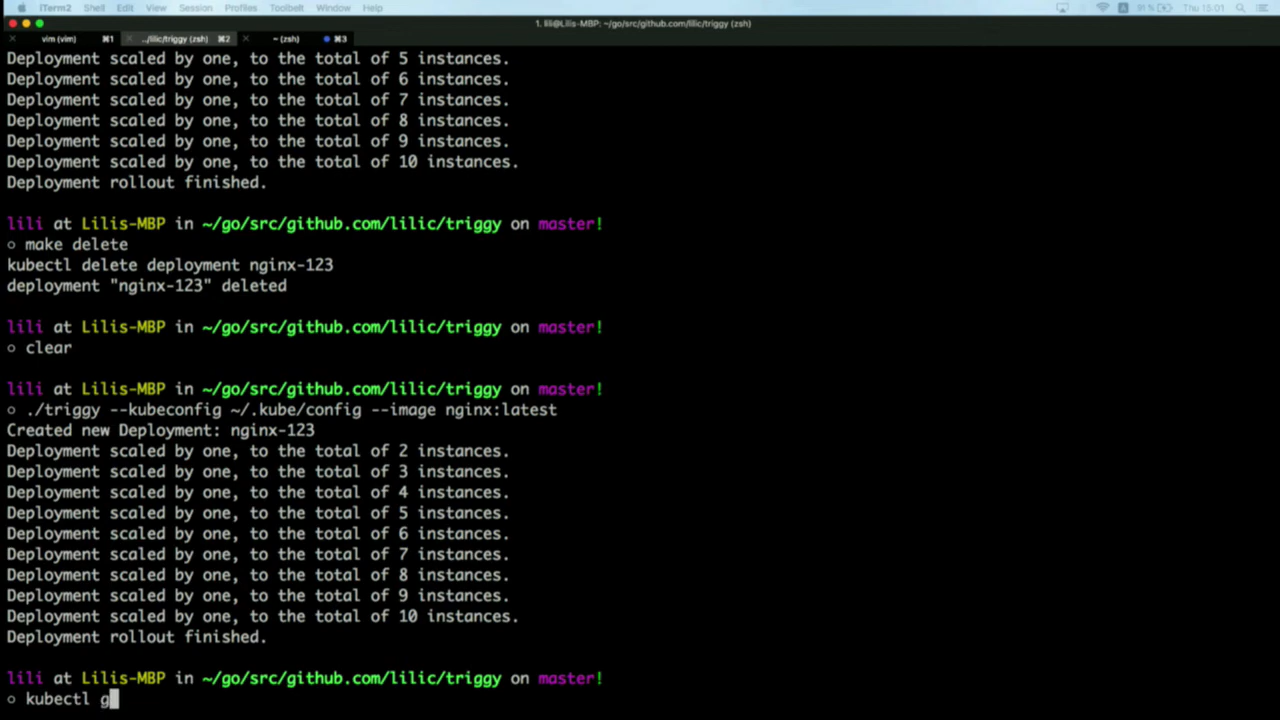 iTerm2 Shell Edit View Session Profiles Toolbelt Window Help Thu 15:01
1. lili@Lilis-MBP: ~/go/src/github.com/lilic/triggy (zsh)
vim (vim) ⌘1 ../lilic/triggy (zsh) ⌘2 ~ (zsh) ⌘3
Deployment scaled by one, to the total of 5 instances.
Deployment scaled by one, to the total of 6 instances.
Deployment scaled by one, to the total of 7 instances.
Deployment scaled by one, to the total of 8 instances.
Deployment scaled by one, to the total of 9 instances.
Deployment scaled by one, to the total of 10 instances.
Deployment rollout finished.
lili at Lilis-MBP in ~/go/src/github.com/lilic/triggy on master!
○ make delete
kubectl delete deployment nginx-123
deployment "nginx-123" deleted
lili at Lilis-MBP in ~/go/src/github.com/lilic/triggy on master!
○ clear
lili at Lilis-MBP in ~/go/src/github.com/lilic/triggy on master!
○ ./triggy --kubeconfig ~/.kube/config --image nginx:latest
Created new Deployment: nginx-123
Deployment scaled by one, to the total of 2 instances.
Deployment scaled by one, to the total of 3 instances.
Deployment scaled by one, to the total of 4 instances.
Deployment scaled by one, to the total of 5 instances.
Deployment scaled by one, to the total of 6 instances.
Deployment scaled by one, to the total of 7 instances.
Deployment scaled by one, to the total of 8 instances.
Deployment scaled by one, to the total of 9 instances.
Deployment scaled by one, to the total of 10 instances.
Deployment rollout finished.
lili at Lilis-MBP in ~/go/src/github.com/lilic/triggy on master!
○ kubectl g